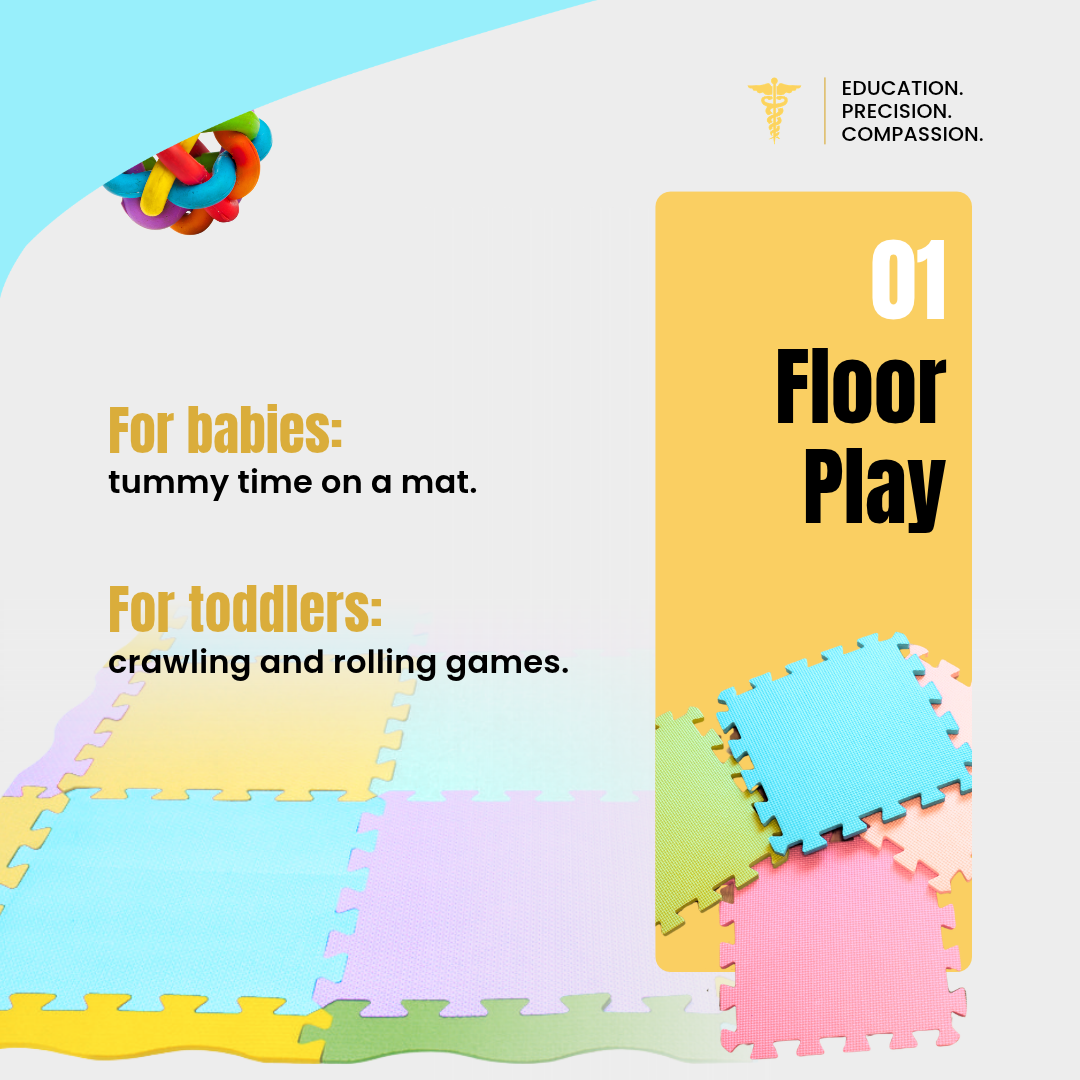 EDUCATION.
PRECISION.
COMPASSION.
01
Floor
Play
For babies:
tummy time on a mat.
For toddlers:
crawling and rolling games.